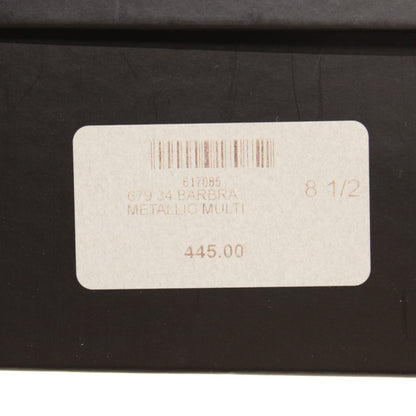 617085
679 34 BARBRA 8 1/2
METALLIC MULTI
445.00